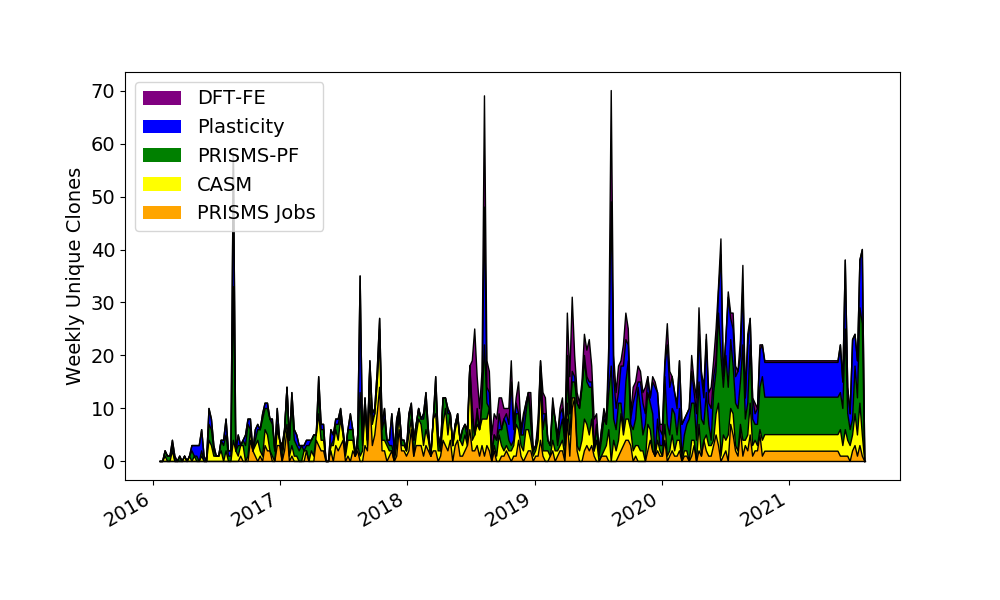 70
60
50
40
30
20
10
0
Weekly Unique Clones
DFT-FE
Plasticity
PRISMS-PF
CASM
PRISMS Jobs
2016
2017
2018
2019
2020
2021